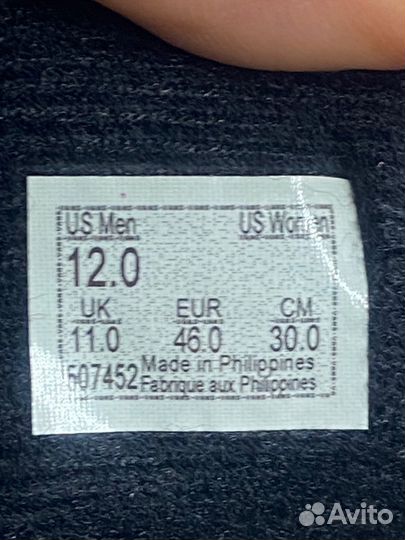 US Men US Women
12.0
UK EUR CM
11.0 46.0 30.0
507452 Made in Philippines
Fabrique aux Philippines
Avito